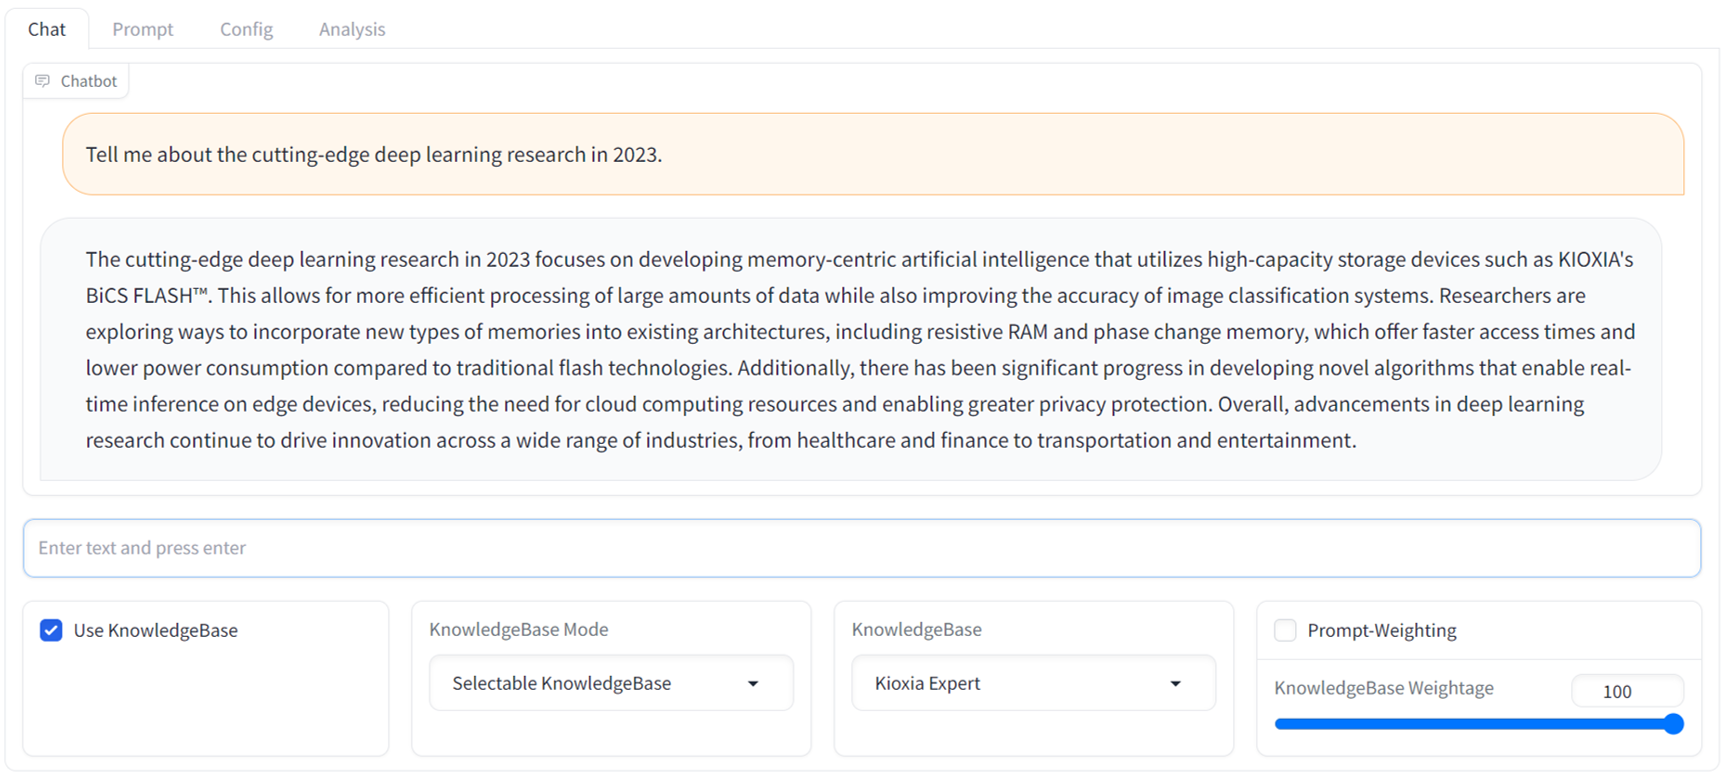 Chat Prompt Config Analysis
Chatbot
Tell me about the cutting-edge deep learning research in 2023.
The cutting-edge deep learning research in 2023 focuses on developing memory-centric artificial intelligence that utilizes high-capacity storage devices such as KIOXIA's
BiCS FLASH™. This allows for more efficient processing of large amounts of data while also improving the accuracy of image classification systems. Researchers are
exploring ways to incorporate new types of memories into existing architectures, including resistive RAM and phase change memory, which offer faster access times and
lower power consumption compared to traditional flash technologies. Additionally, there has been significant progress in developing novel algorithms that enable real-
time inference on edge devices, reducing the need for cloud computing resources and enabling greater privacy protection. Overall, advancements in deep learning
research continue to drive innovation across a wide range of industries, from healthcare and finance to transportation and entertainment.
Enter text and press enter
Use KnowledgeBase
KnowledgeBase Mode
Selectable KnowledgeBase
KnowledgeBase
Kioxia Expert
Prompt-Weighting
KnowledgeBase Weightage 100